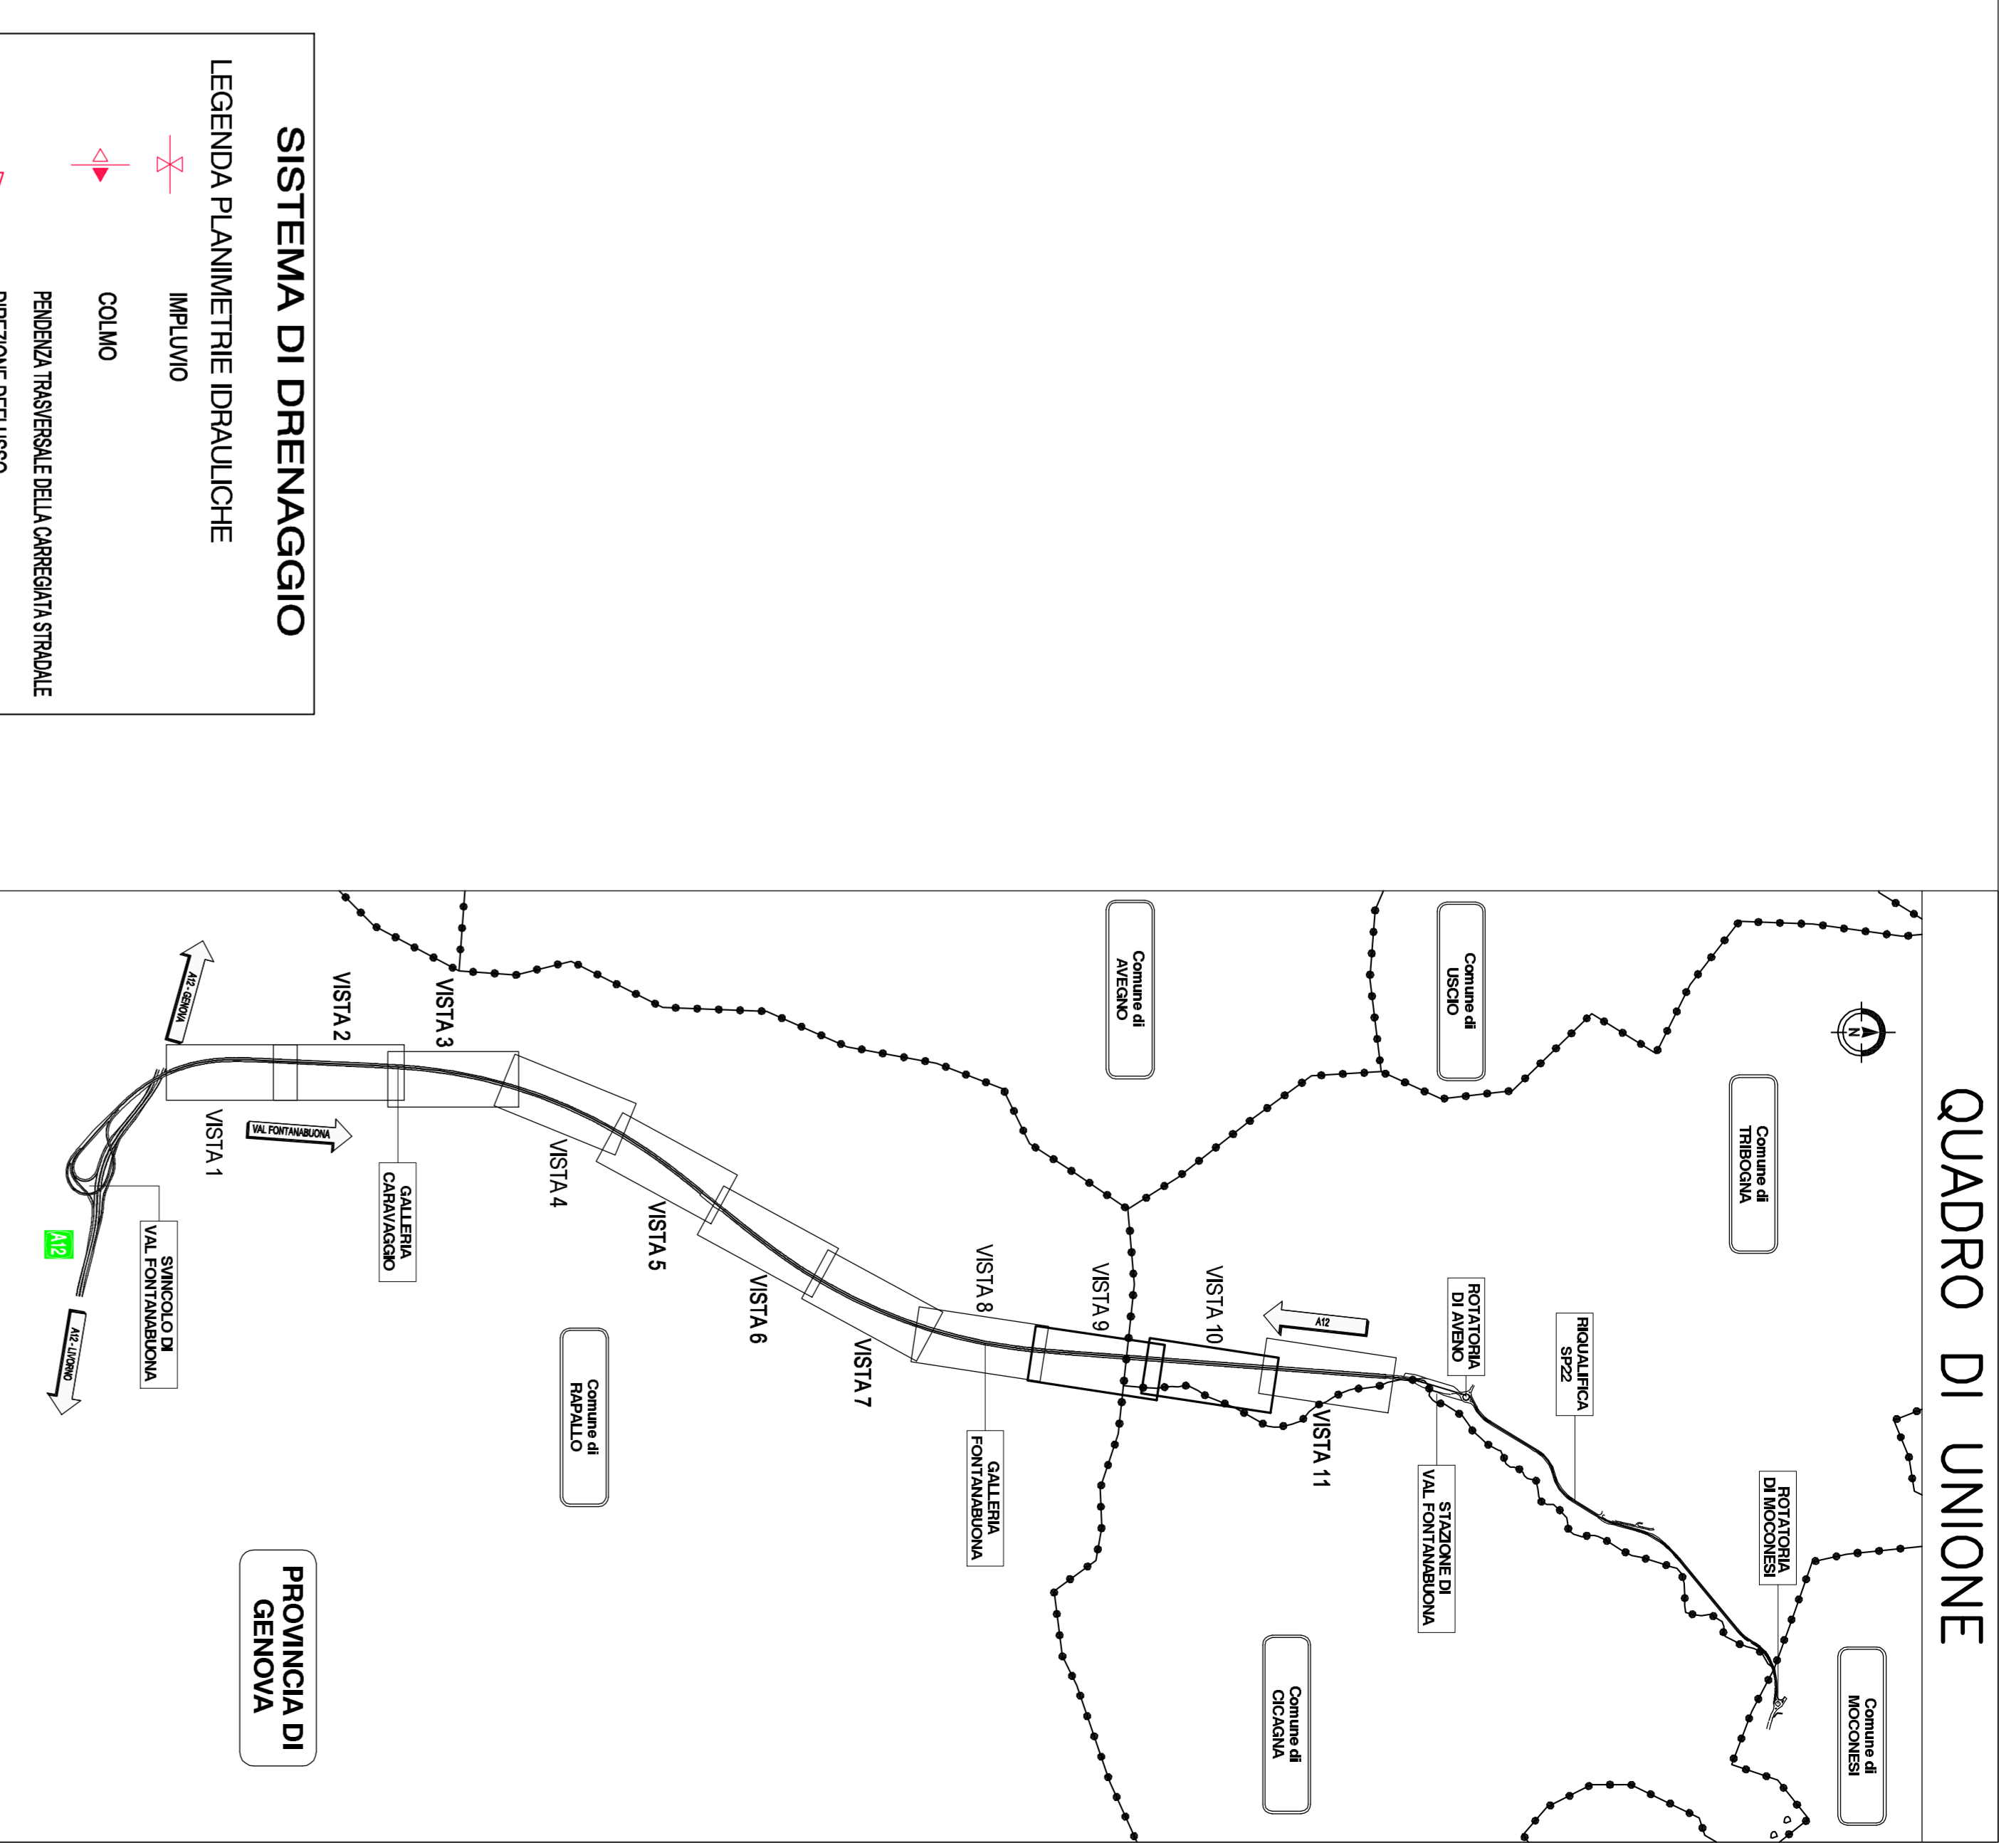 SISTEMA DI DRENAGGIO
LEGENDA PLANIMETRIE IDRAULICHE
IMPLUVIO
COLMO
PENDENZA TRASVERSALE DELLA CARREGIATA STRADALE
DIREZIONE DEFLUSSO
QUADRO DI UNIONE
N
Comune di
TRIBOGNA
Comune di
MOCONESI
ROTATORIA
DI MOCONESI
RIQUALIFICA
SP22
Comune di
USCIO
ROTATORIA
DI AVENO
STAZIONE DI
VAL FONTANABUONA
A12
VISTA 11
Comune di
CICAGNA
VISTA 10
Comune di
AVEGNO
VISTA 9
VISTA 8
GALLERIA
FONTANABUONA
VISTA 7
VISTA 6
VISTA 5
Comune di
RAPALLO
VISTA 4
VISTA 3
GALLERIA
CARAVAGGIO
VISTA 2
VAL FONTANABUONA
PROVINCIA DI
GENOVA
VISTA 1
A12 - GENOVA
SVINCOLO DI
VAL FONTANABUONA
A12
A12 - LIVORNO